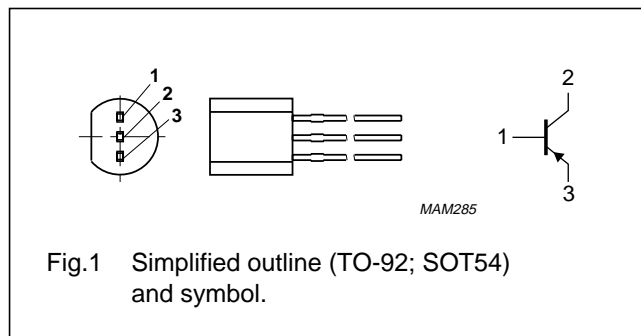 1
2
3
2
1
3
MAM285
Fig.1 Simplified outline (TO-92; SOT54)
and symbol.